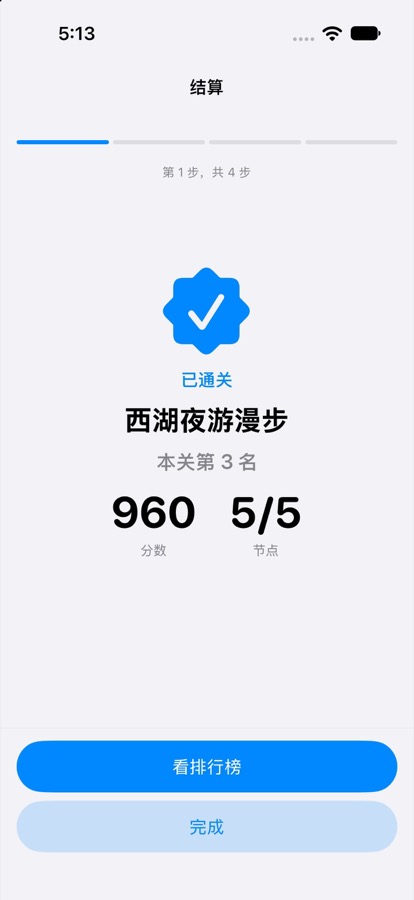 5:13
结算
第 1 步，共 4 步
已通关
西湖夜游漫步
本关第 3 名
960 5/5
分数 节点
看排行榜
完成